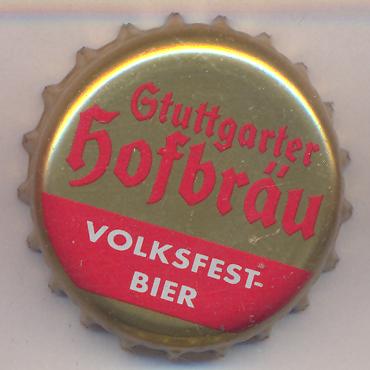 Stuttgarter
Hofbräu
VOLKSFEST-
BIER